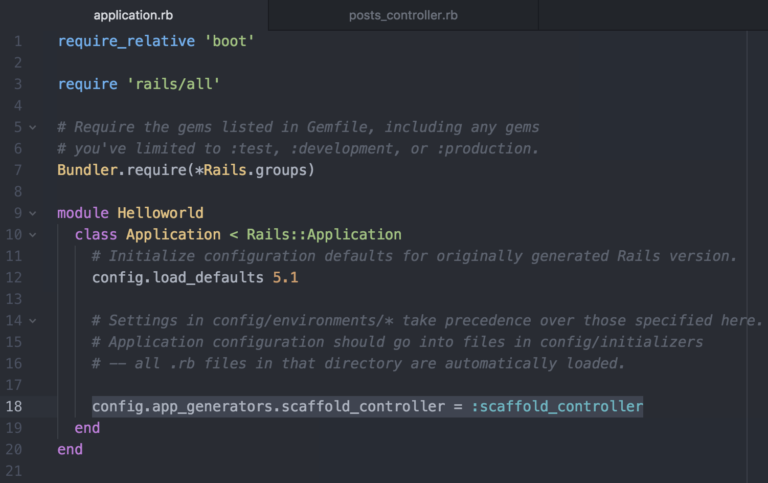 application.rb
posts_controller.rb
1 require_relative 'boot'
2
3 require 'rails/all'
4
5 # Require the gems listed in Gemfile, including any gems
6 # you've limited to :test, :development, or :production.
7 Bundler.require(*Rails.groups)
8
9 module Helloworld
10 class Application < Rails::Application
11 # Initialize configuration defaults for originally generated Rails version.
12 config.load_defaults 5.1
13
14 # Settings in config/environments/* take precedence over those specified here.
15 # Application configuration should go into files in config/initializers
16 # -- all .rb files in that directory are automatically loaded.
17
18 config.app_generators.scaffold_controller = :scaffold_controller
19 end
20 end
21